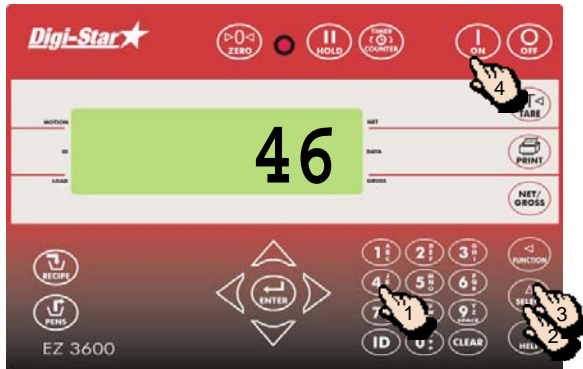 Digi-Star
ZERO
HOLD
TIMER COUNTER
ON
OFF
4
TARE
MOTION
NET
46
ID
DATA
PRINT
LOAD
GROSS
NET/GROSS
RECIPE
1
2
3
FUNCTION
4
5
6
SELECT
ENTER
1
3
PENS
7
9
SPACE
2
EZ 3600
ID
0
CLEAR
HELP